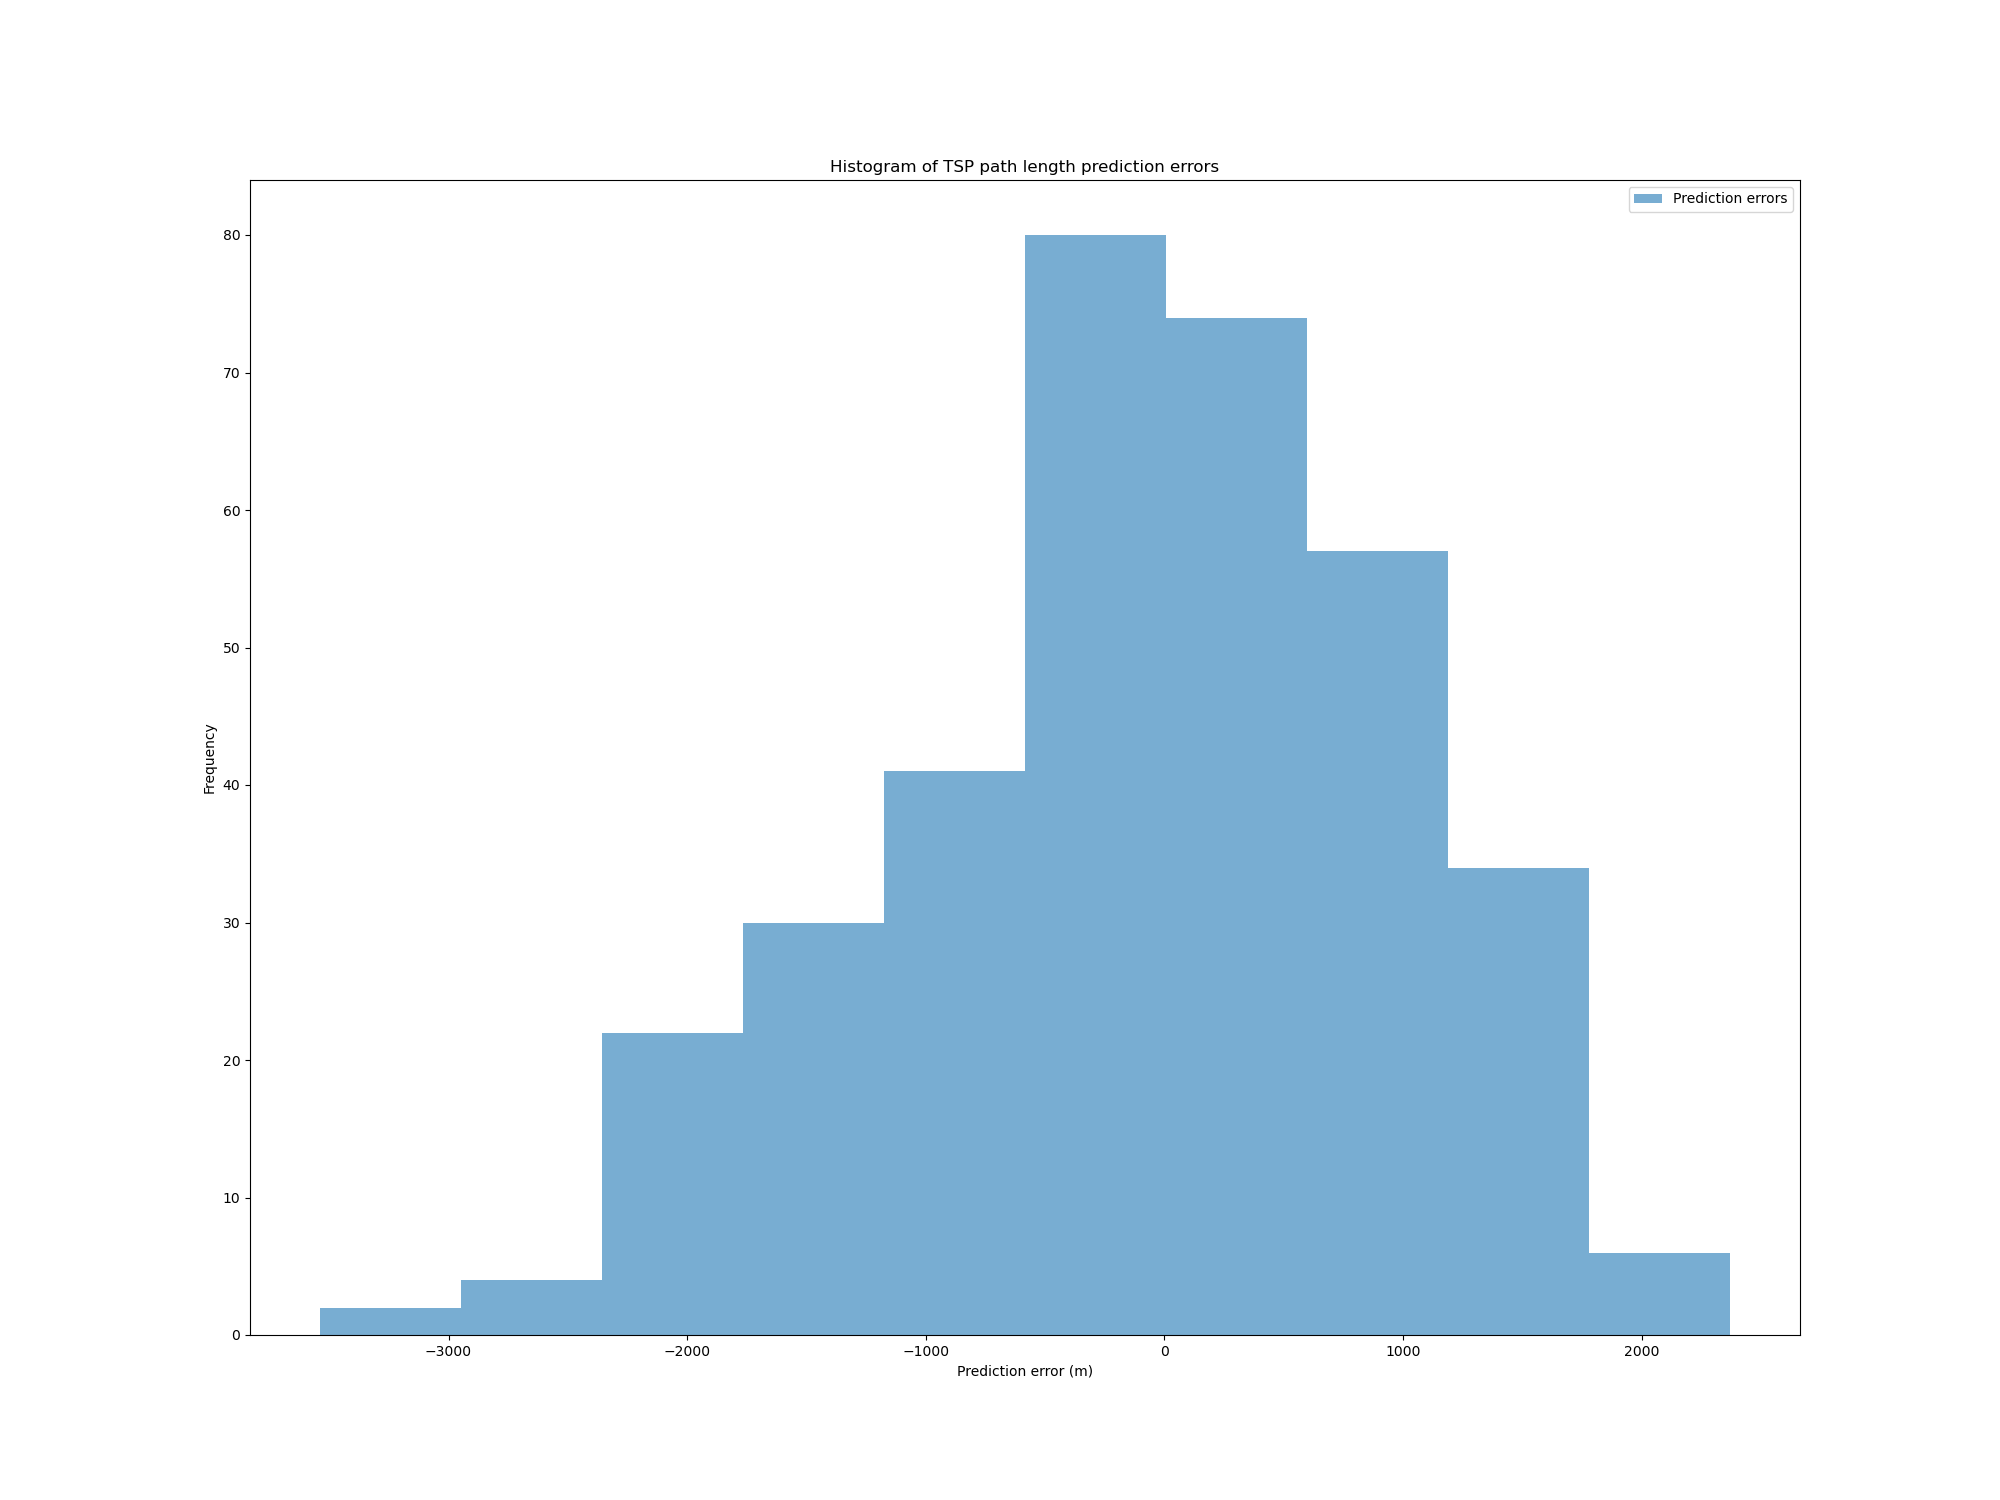 Histogram of TSP path length prediction errors
Prediction errors
80
70
60
50
40
30
20
10
0
Frequency
−3000 −2000 −1000 0 1000 2000
Prediction error (m)